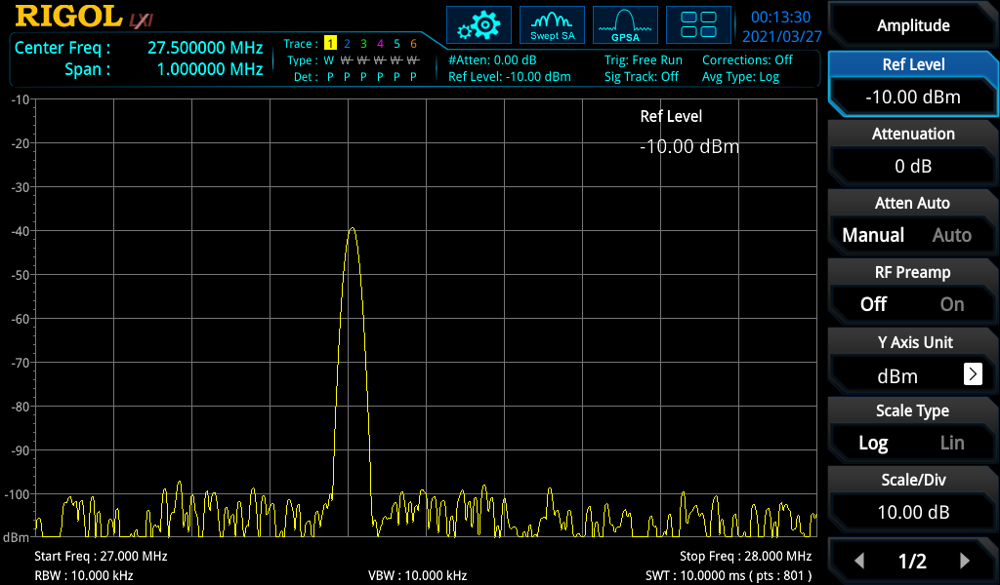 RIGOL LXI
Center Freq : 27.500000 MHz
Span : 1.000000 MHz
Trace : 1 2 3 4 5 6
Type : W W W W W W
Det : P P P P P P
Swept SA
GPSA
00:13:30
2021/03/27
#Atten: 0.00 dB
Ref Level: -10.00 dBm
Trig: Free Run
Sig Track: Off
Corrections: Off
Avg Type: Log
Ref Level
-10.00 dBm
-10
-20
-30
-40
-50
-60
-70
-80
-90
-100
dBm
Start Freq : 27.000 MHz
Stop Freq : 28.000 MHz
RBW : 10.000 kHz
VBW : 10.000 kHz
SWT : 10.0000 ms ( pts : 801 )
Amplitude
Ref Level
-10.00 dBm
Attenuation
0 dB
Atten Auto
Manual Auto
RF Preamp
Off On
Y Axis Unit
dBm >
Scale Type
Log Lin
Scale/Div
10.00 dB
1/2